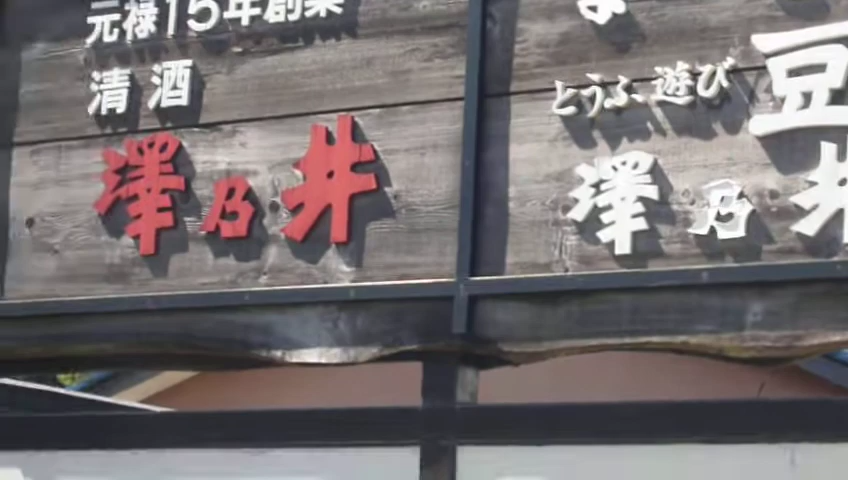 元禄15年創業
清酒
澤乃井
とうふ遊び
豆
澤乃井